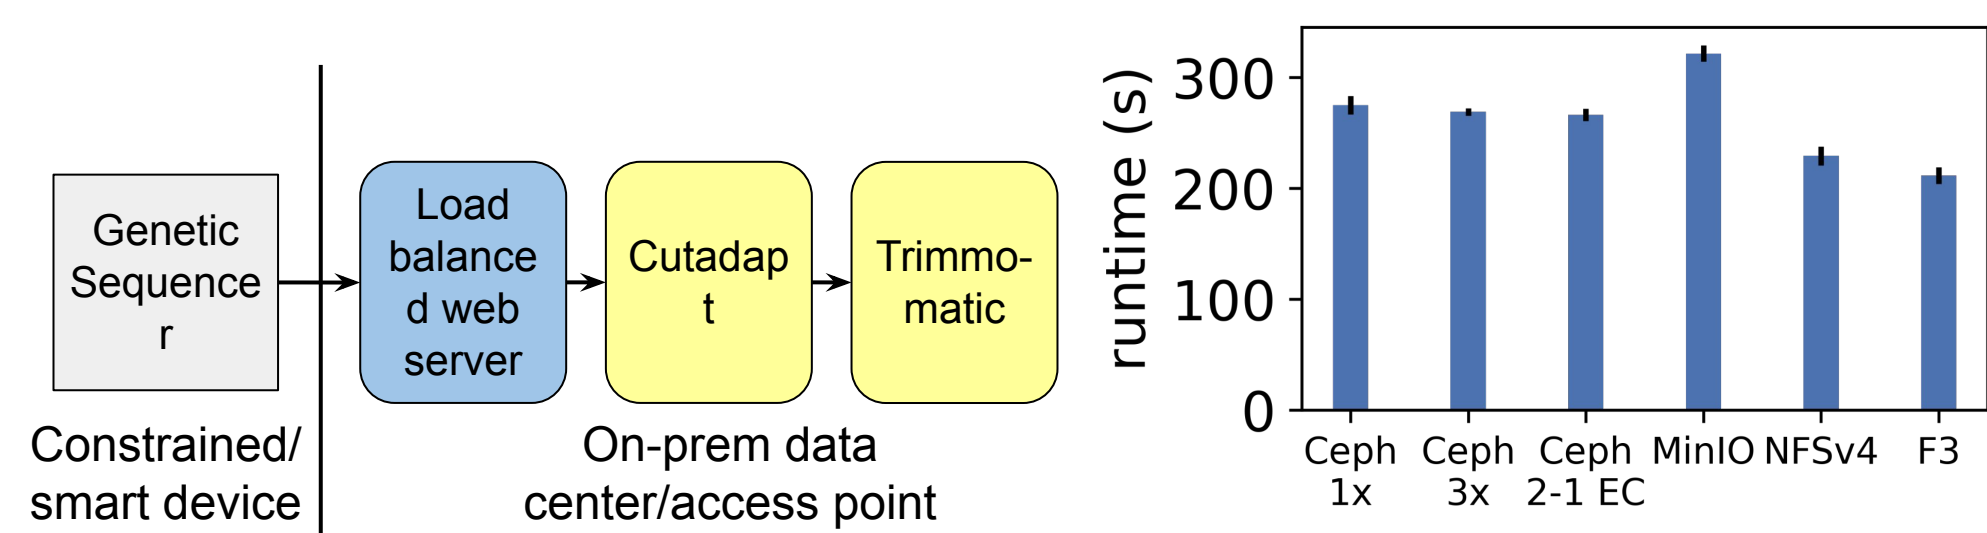 Genetic
Sequence
r
Load
balance
d web
server
Cutadap
t
Trimmo-
matic
Constrained/
smart device
On-prem data
center/access point
runtime (s)
300
200
100
0
Ceph
1x
Ceph
3x
Ceph
2-1 EC
MinIO
NFSv4
F3